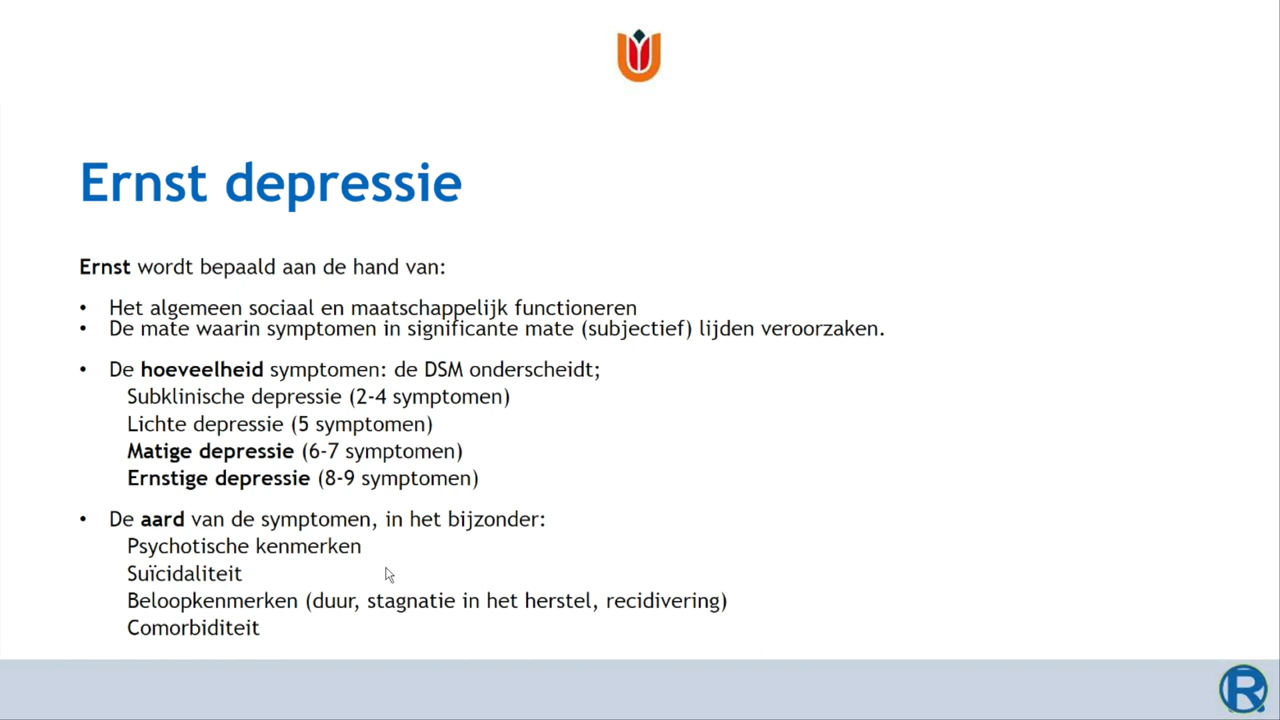 Ernst depressie
Ernst wordt bepaald aan de hand van:
• Het algemeen sociaal en maatschappelijk functioneren
• De mate waarin symptomen in significante mate (subjectief) lijden veroorzaken.
• De hoeveelheid symptomen: de DSM onderscheidt;
Subklinische depressie (2-4 symptomen)
Lichte depressie (5 symptomen)
Matige depressie (6-7 symptomen)
Ernstige depressie (8-9 symptomen)
• De aard van de symptomen, in het bijzonder:
Psychotische kenmerken
Suïcidaliteit
Beloopkenmerken (duur, stagnatie in het herstel, recidivering)
Comorbiditeit
R